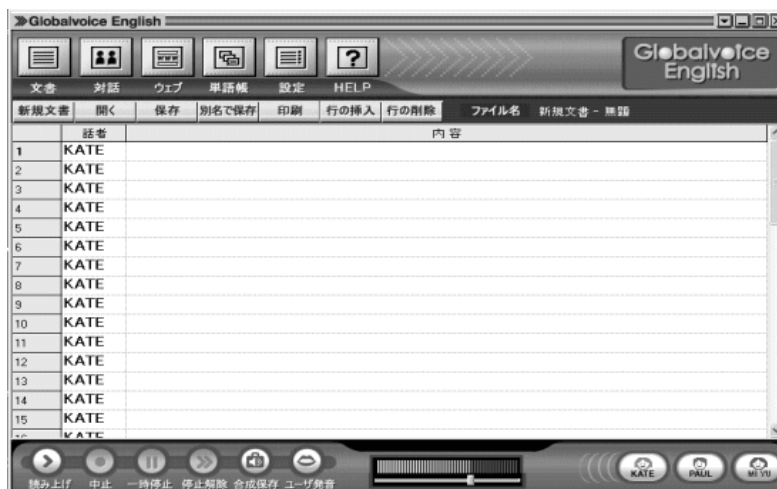 Globalvoice English
文書 対話 ウェブ 単語帳 設定 HELP
Globalvoice
English
新規文書 開く 保存 別名で保存 印刷 行の挿入 行の削除 ファイル名 新規文書 - 無題
話者 内容
1 KATE
2 KATE
3 KATE
4 KATE
5 KATE
6 KATE
7 KATE
8 KATE
9 KATE
10 KATE
11 KATE
12 KATE
13 KATE
14 KATE
15 KATE
16 KATE
KATE PAUL MI YU
読み上げ 中止 一時停止 停止解除 合成保存 ユーザ発音